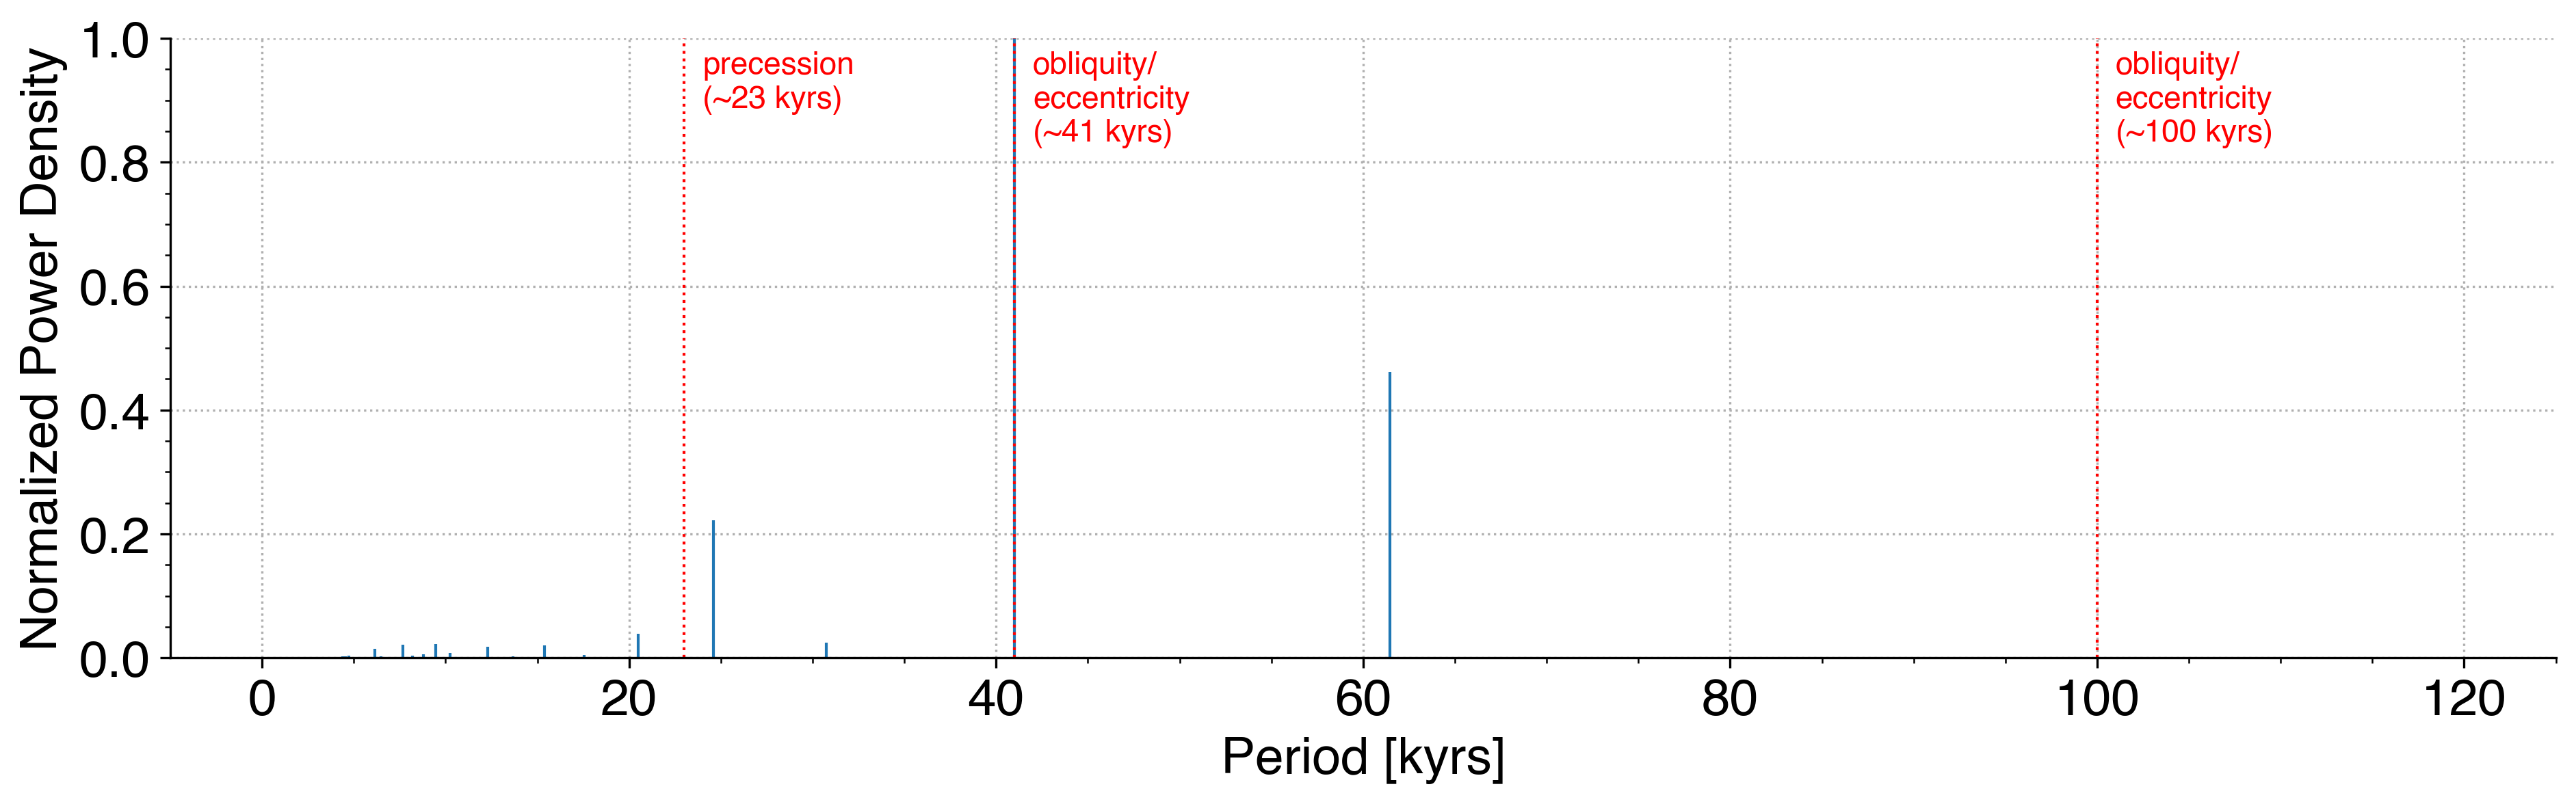 1.0
0.8
0.6
0.4
0.2
0.0
Normalized Power Density
precession
(~23 kyrs)
obliquity/
eccentricity
(~41 kyrs)
obliquity/
eccentricity
(~100 kyrs)
0 20 40 60 80 100 120
Period [kyrs]